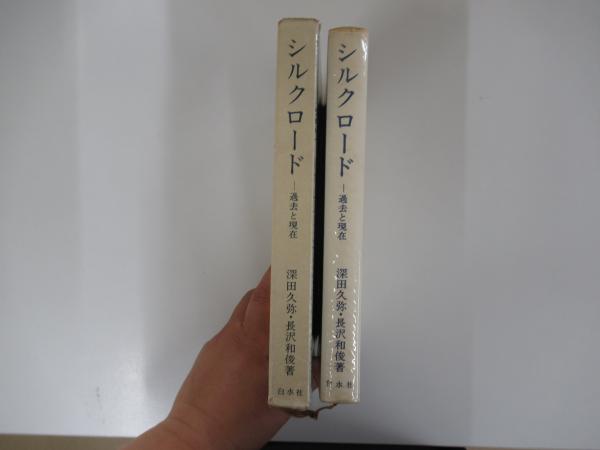 シルクロード
―過去と現在
深田久弥・長沢和俊著
白水社
シルクロード
―過去と現在
深田久弥・長沢和俊著
白水社